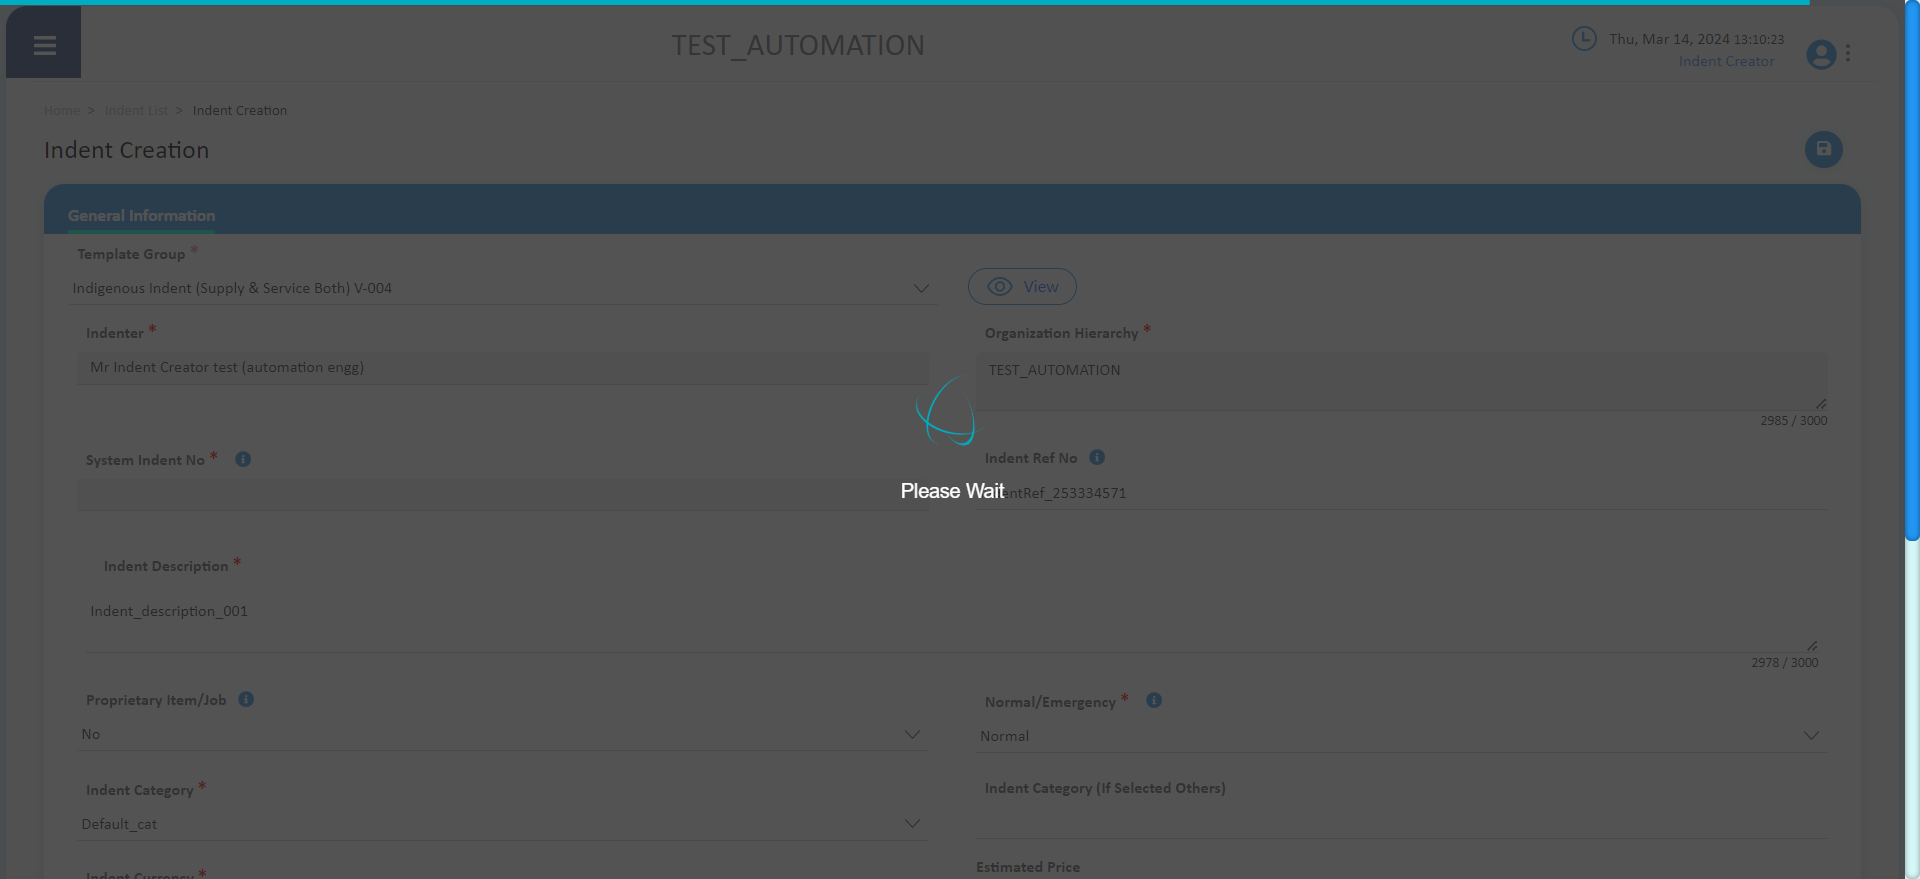 TEST_AUTOMATION
Thu, Mar 14, 2024 13:10:23
Indent Creator
Home > Indent List > Indent Creation
Indent Creation
General Information
Template Group *
Indigenous Indent (Supply & Service Both) V-004
View
Indenter *
Organization Hierarchy *
Mr Indent Creator test (automation engg)
TEST_AUTOMATION
2985 / 3000
System Indent No *
Indent Ref No
Please Wait
entRef_253334571
Indent Description *
Indent_description_001
2978 / 3000
Proprietary Item/Job
Normal/Emergency *
No
Normal
Indent Category *
Indent Category (If Selected Others)
Default_cat
Estimated Price
Indent Currency *